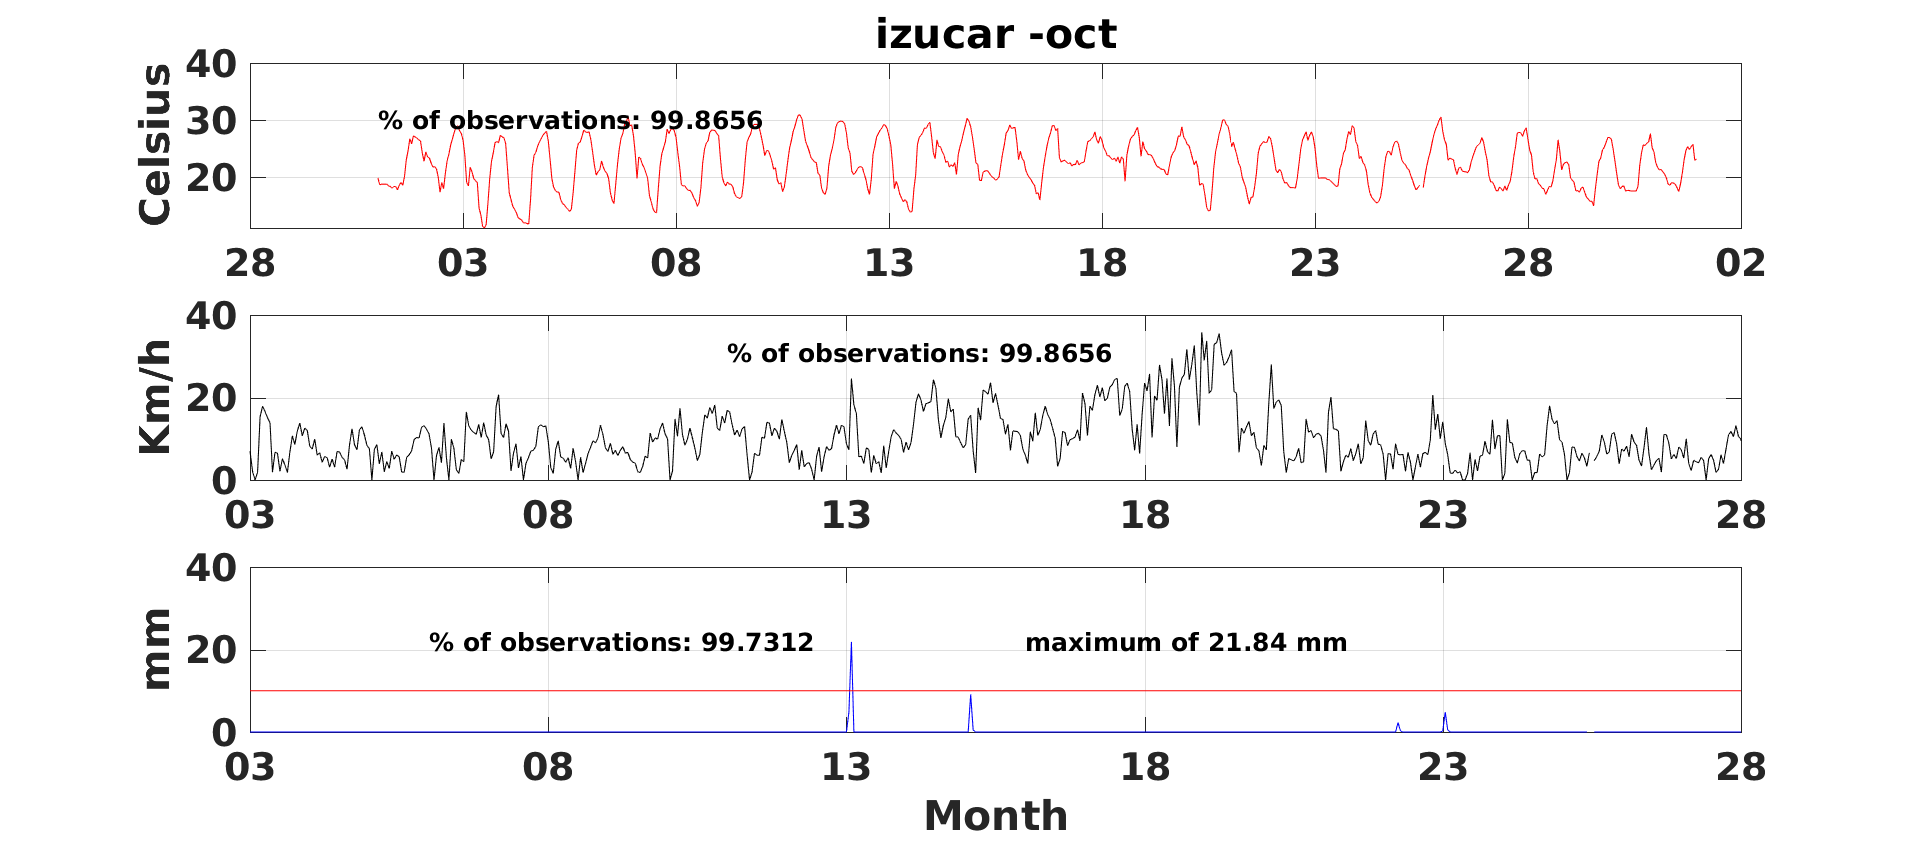 izucar -oct
Celsius
40
30
20
% of observations: 99.8656
28 03 08 13 18 23 28 02
Km/h
40
20
0
% of observations: 99.8656
03 08 13 18 23 28
mm
40
20
0
% of observations: 99.7312 maximum of 21.84 mm
03 08 13 18 23 28
Month